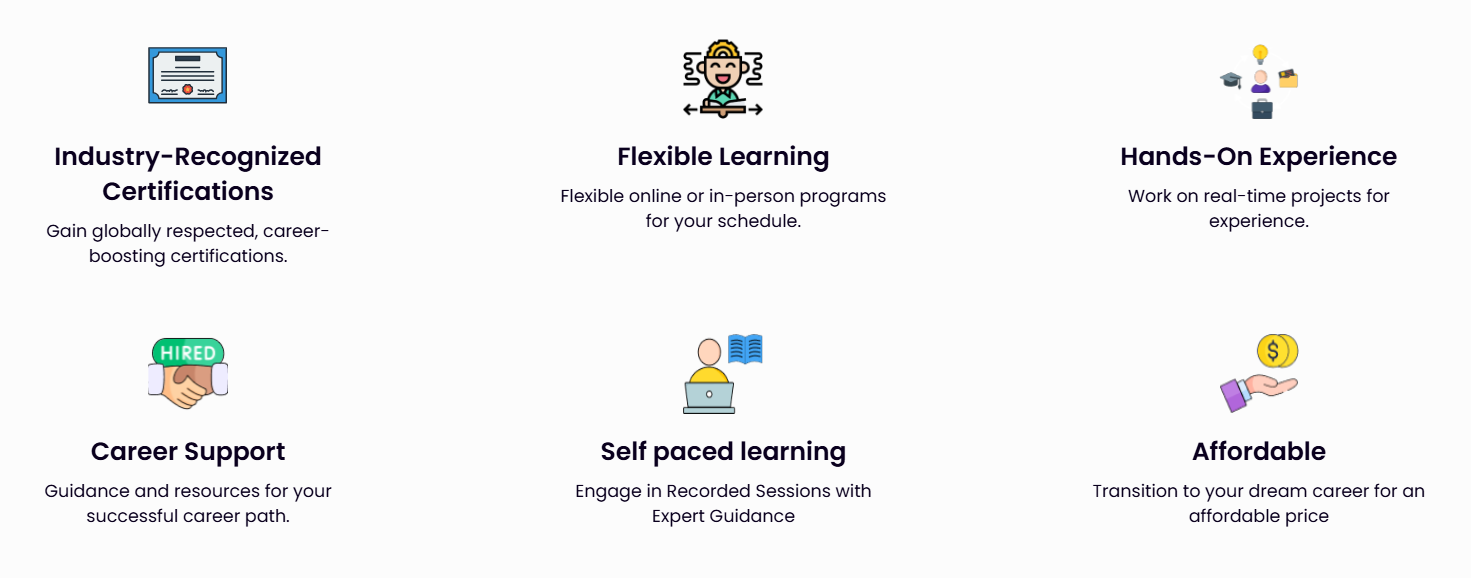 Industry-Recognized
Certifications
Gain globally respected, career-
boosting certifications.
Flexible Learning
Flexible online or in-person programs
for your schedule.
Hands-On Experience
Work on real-time projects for
experience.
HIRED
Career Support
Guidance and resources for your
successful career path.
Self paced learning
Engage in Recorded Sessions with
Expert Guidance
$
Affordable
Transition to your dream career for an
affordable price